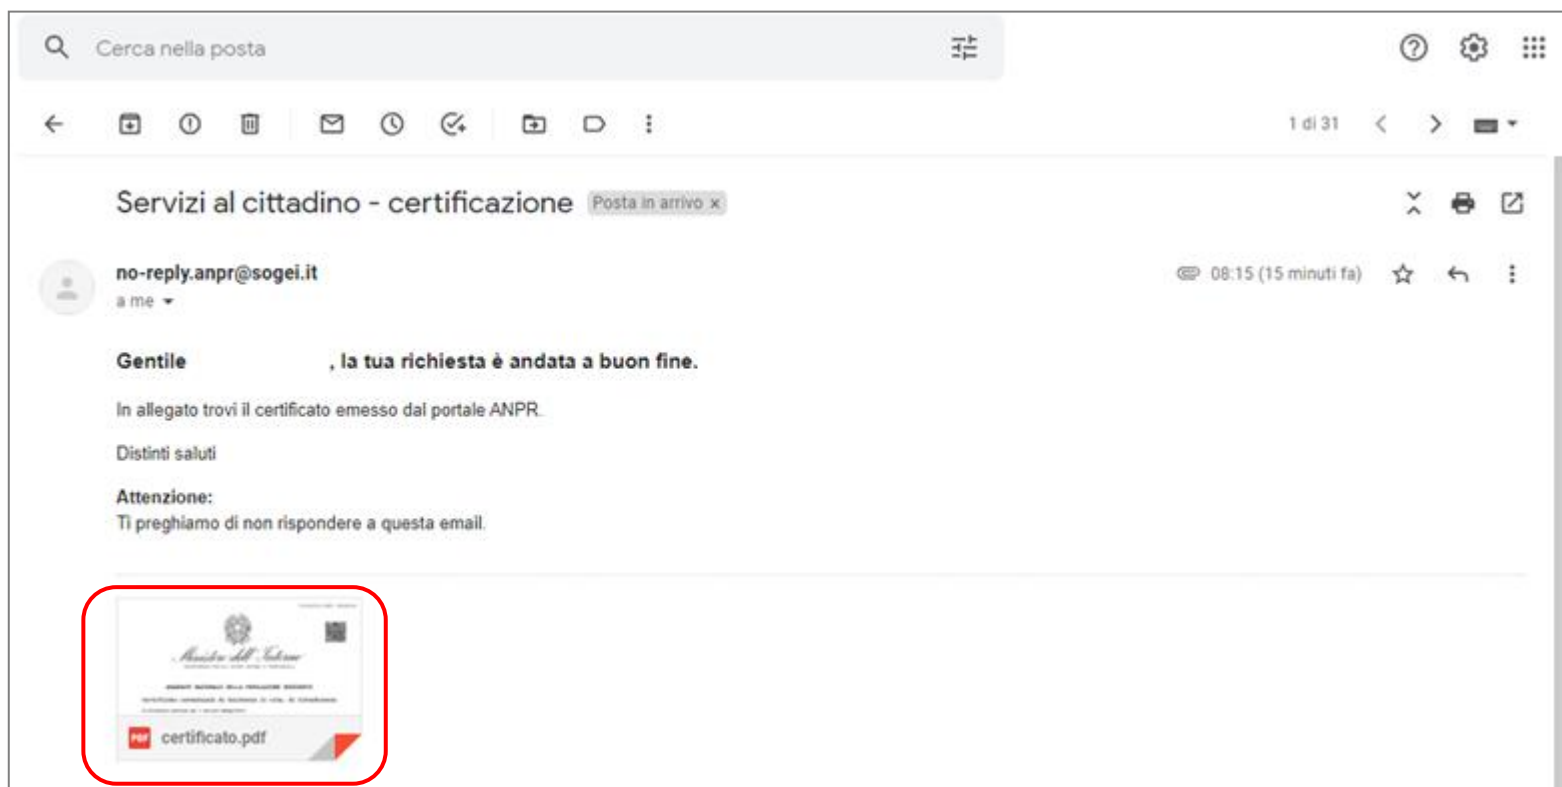 Cerca nella posta
1 di 31
Servizi al cittadino - certificazione Posta in arrivo x
no-reply.anpr@sogei.it
08:15 (15 minuti fa)
a me
Gentile , la tua richiesta è andata a buon fine.
In allegato trovi il certificato emesso dal portale ANPR.
Distinti saluti
Attenzione:
Ti preghiamo di non rispondere a questa email.
Ministero dell'Interno
PDF certificato.pdf